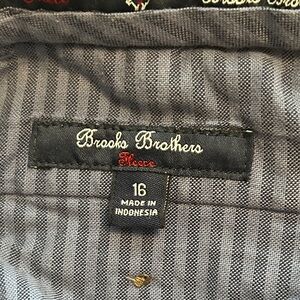 Brooks Brothers
Fleece
16
MADE IN
INDONESIA